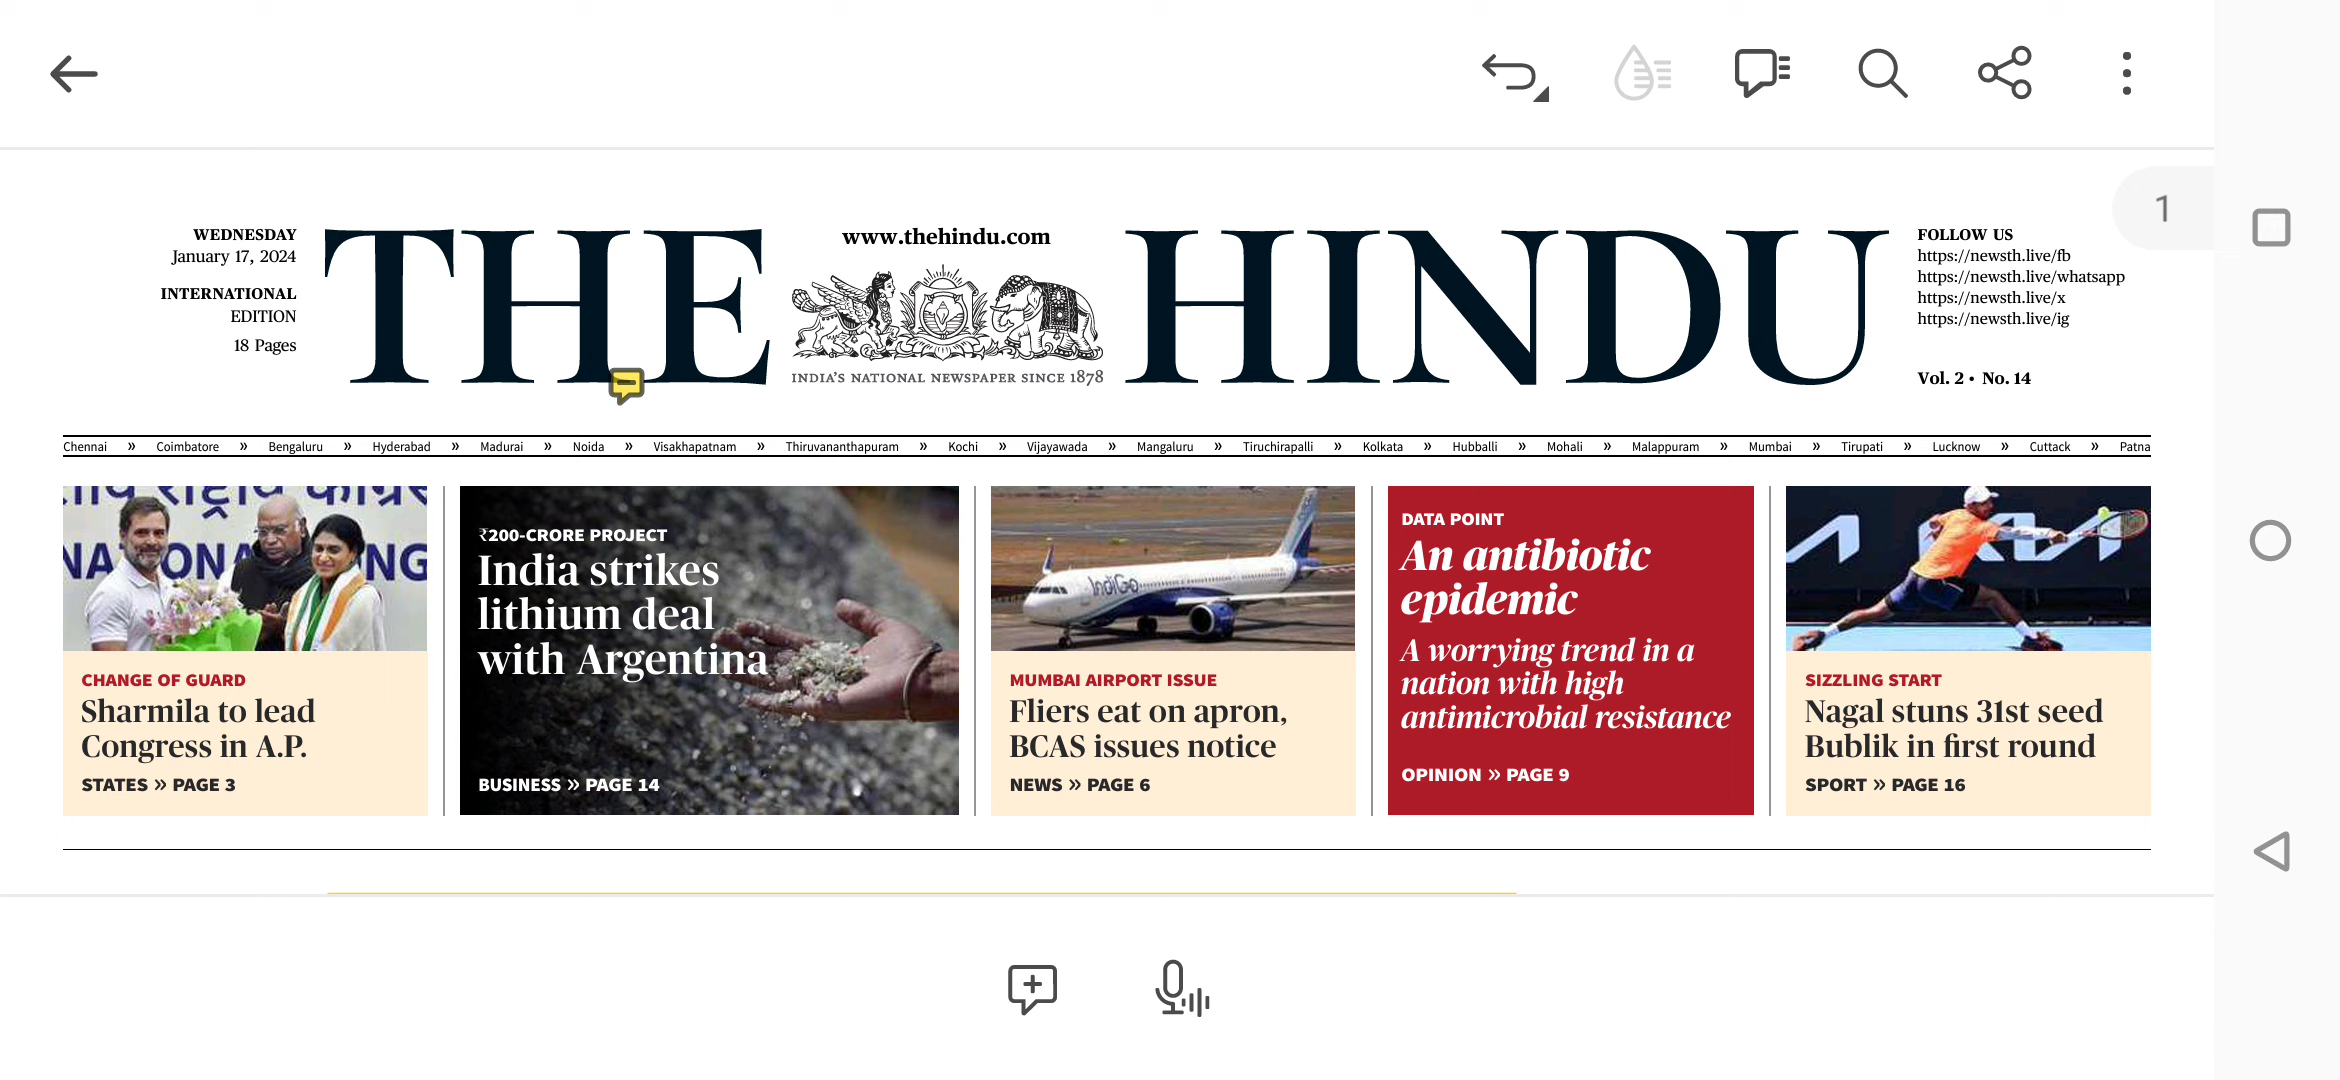 1
WEDNESDAY
January 17, 2024
INTERNATIONAL
EDITION
18 Pages
THE HINDU
www.thehindu.com
INDIA'S NATIONAL NEWSPAPER SINCE 1878
FOLLOW US
https://newsth.live/fb
https://newsth.live/whatsapp
https://newsth.live/x
https://newsth.live/ig
Vol. 2 • No. 14
Chennai » Coimbatore » Bengaluru » Hyderabad » Madurai » Noida » Visakhapatnam » Thiruvananthapuram » Kochi » Vijayawada » Mangaluru » Tiruchirapalli » Kolkata » Hubballi » Mohali » Malappuram » Mumbai » Tirupati » Lucknow » Cuttack » Patna
CHANGE OF GUARD
Sharmila to lead
Congress in A.P.
STATES » PAGE 3
₹200-CRORE PROJECT
India strikes
lithium deal
with Argentina
BUSINESS » PAGE 14
IndiGo
MUMBAI AIRPORT ISSUE
Fliers eat on apron,
BCAS issues notice
NEWS » PAGE 6
DATA POINT
An antibiotic
epidemic
A worrying trend in a
nation with high
antimicrobial resistance
OPINION » PAGE 9
SIZZLING START
Nagal stuns 31st seed
Bublik in first round
SPORT » PAGE 16